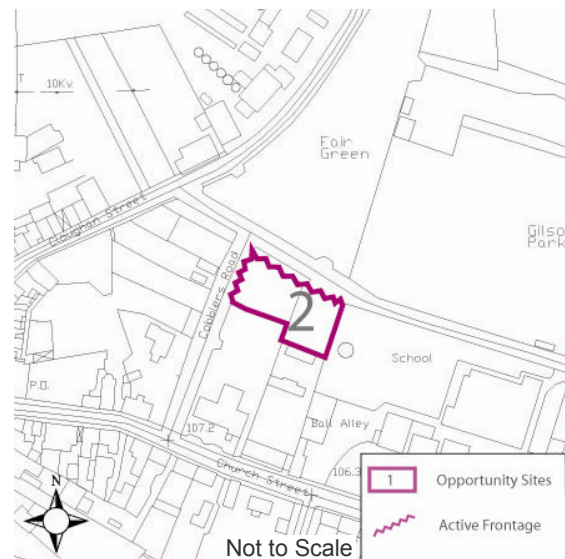 T
10Kv
Fair
Green
Gilso
Park
Cloughan Street
Cobblers Road
2
School
P.O.
107.2
Ball Alley
Church Street
106.3
N
1 Opportunity Sites
Active Frontage
Not to Scale